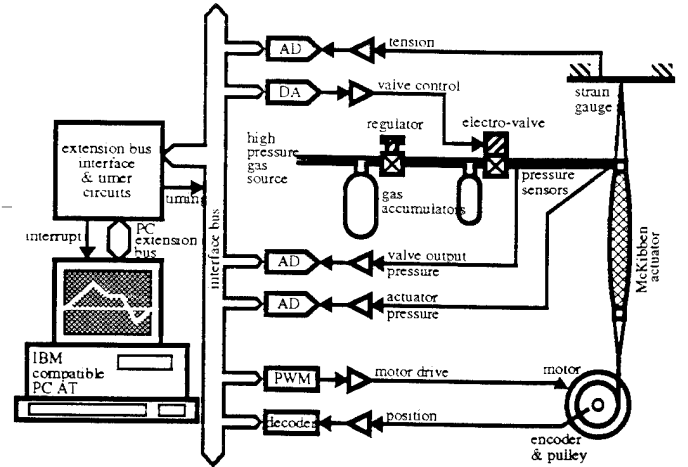 AD
tension
DA
valve control
strain
gauge
regulator
electro-valve
high
pressure
gas
source
extension bus
interface
& timer
circuits
timing
gas
accumulators
pressure
sensors
McKibben
actuator
interrupt
PC
extension
bus
interface bus
AD
valve output
pressure
AD
actuator
pressure
IBM
compatible
PC AT
PWM
motor drive
motor
decoder
position
encoder
& pulley